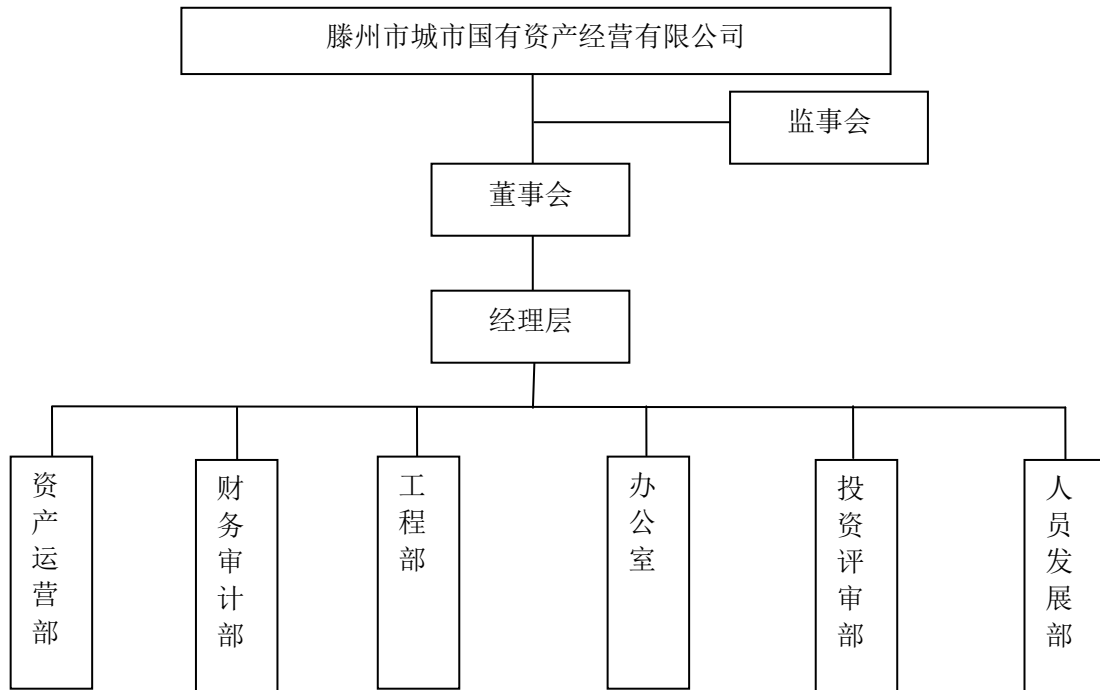 滕州市城市国有资产经营有限公司
监事会
董事会
经理层
资产运营部
财务审计部
工程部
办公室
投资评审部
人员发展部